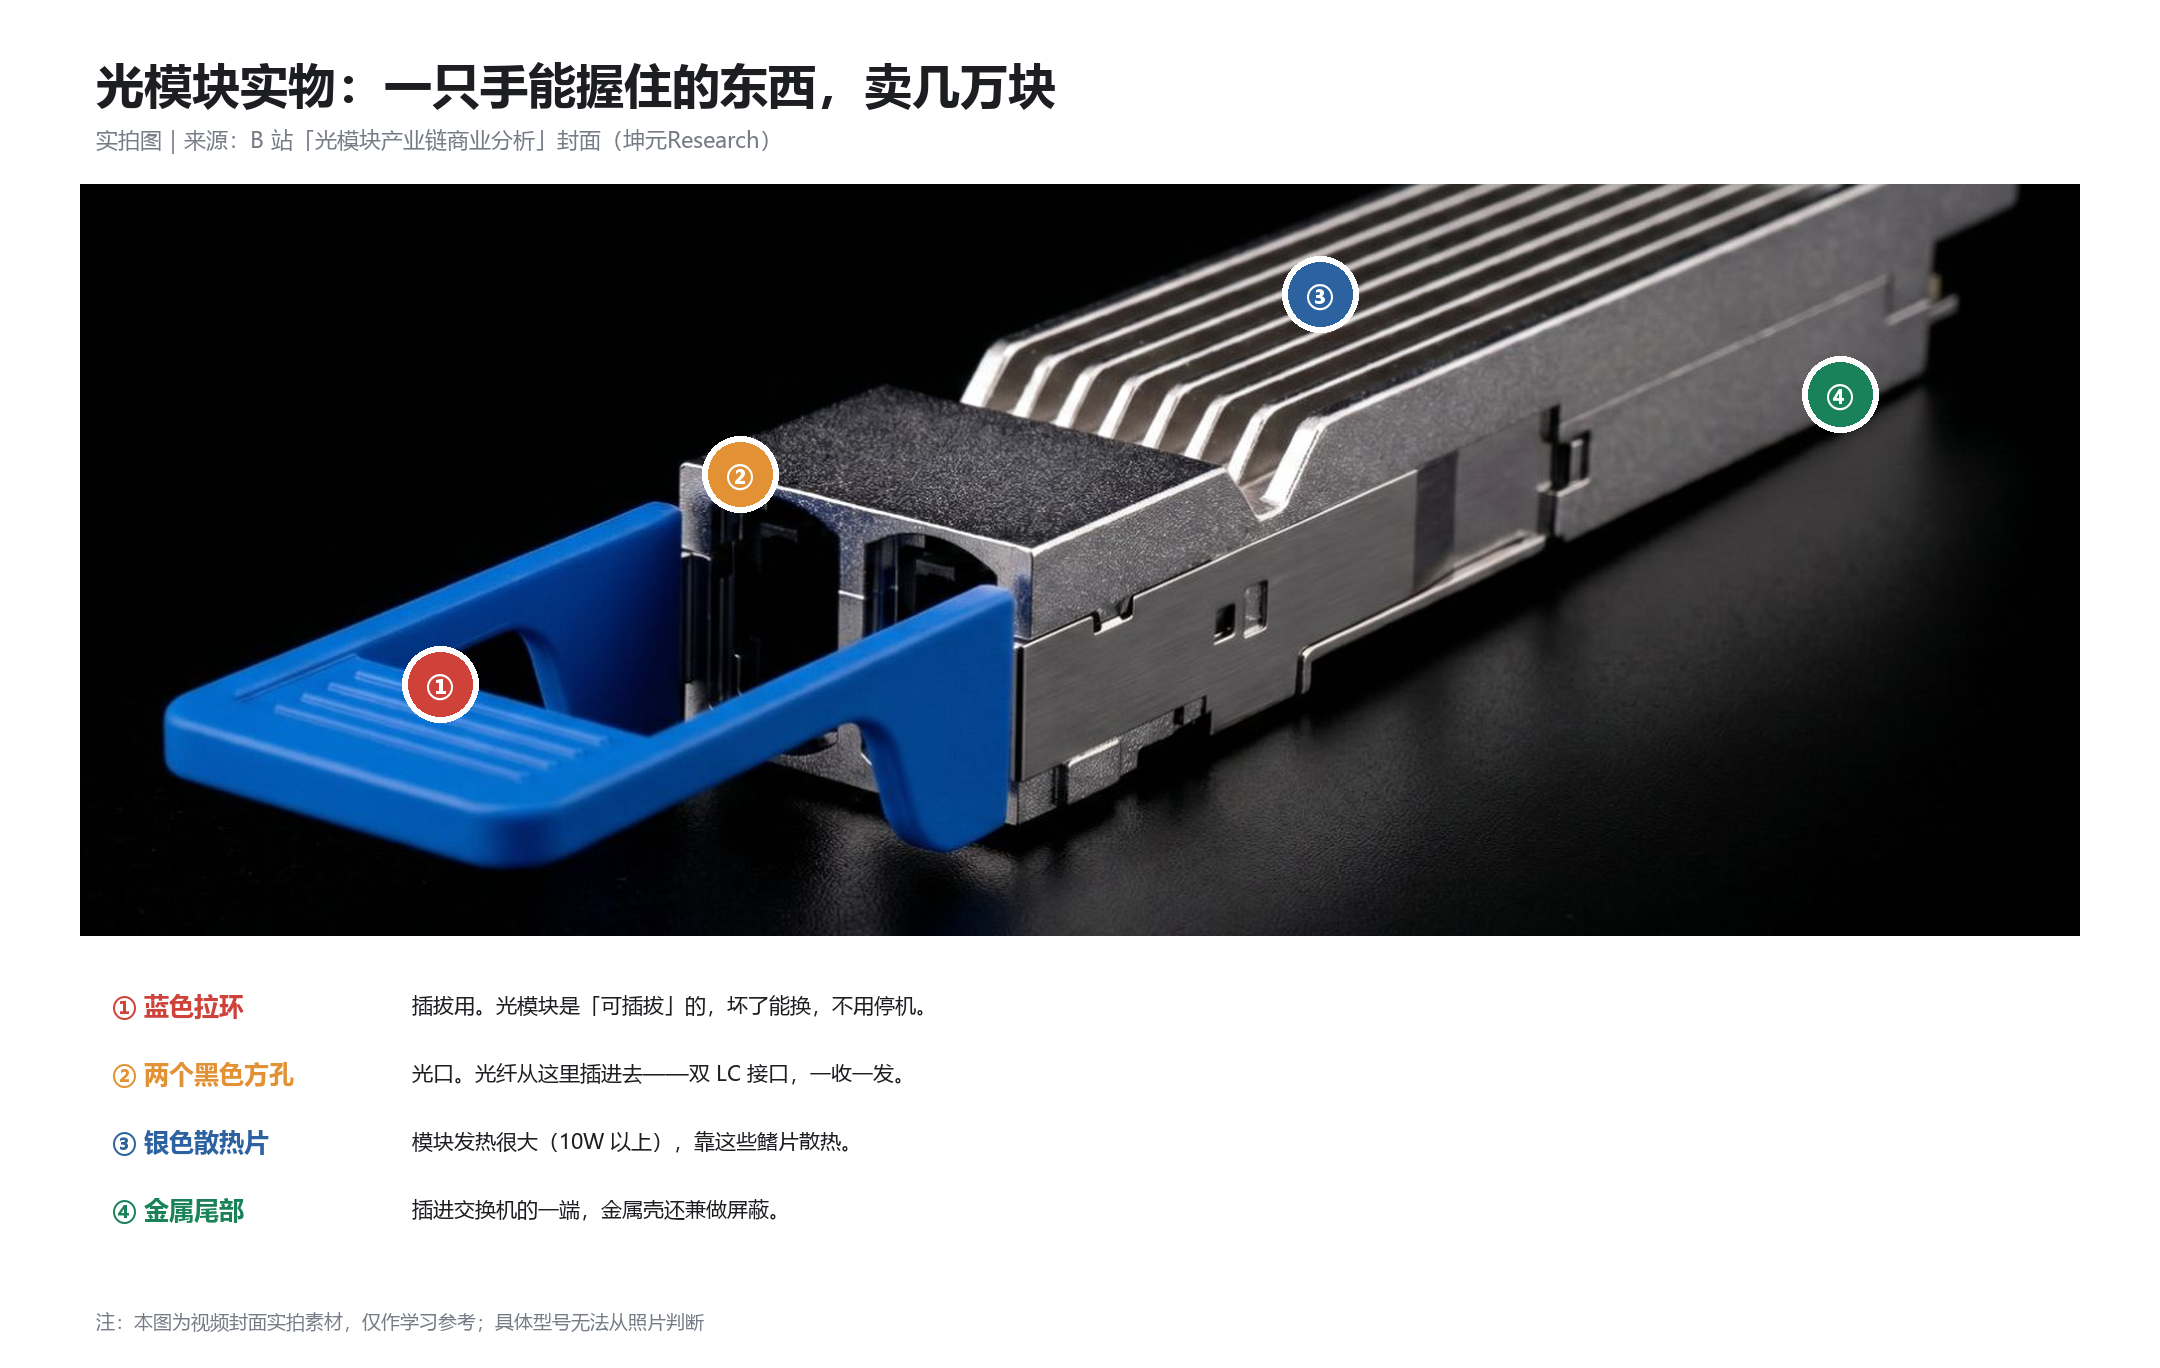 光模块实物：一只手能握住的东西，卖几万块
实拍图｜来源：B 站「光模块产业链商业分析」封面（坤元Research）
③
④
②
①
① 蓝色拉环 插拔用。光模块是「可插拔」的，坏了能换，不用停机。
② 两个黑色方孔 光口。光纤从这里插进去——双 LC 接口，一收一发。
③ 银色散热片 模块发热很大（10W 以上），靠这些鳍片散热。
④ 金属尾部 插进交换机的一端，金属壳还兼做屏蔽。
注：本图为视频封面实拍素材，仅作学习参考；具体型号无法从照片判断